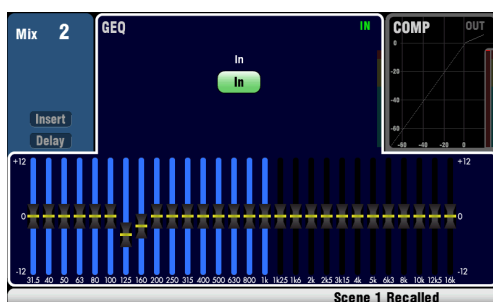 Mix 2
GEQ
IN
COMP
OUT
In
In
Insert
Delay
0
-20
-40
-60
-60 -40 -20 0
+12
+12
0
0
-12
-12
31.5 40 50 63 80 100 125 160 200 250 315 400 500 630 800 1k 1k25 1k6 2k 2k5 3k15 4k 5k 6k3 8k 10k 12k5 16k
Scene 1 Recalled